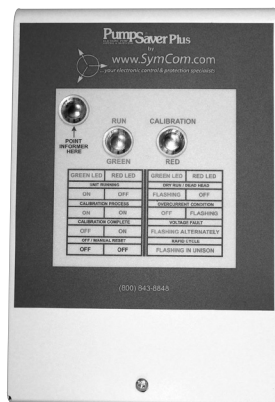 PumpSaver Plus
by
www.SymCom.com
...your electronic control & protection specialists
POINT
INFORMER
HERE
RUN
GREEN
CALIBRATION
RED
GREEN LED RED LED
UNIT RUNNING
ON OFF
CALIBRATION PROCESS
ON ON
CALIBRATION COMPLETE
OFF ON
OFF / MANUAL RESET
OFF OFF
GREEN LED RED LED
DRY RUN / DEAD HEAD
FLASHING OFF
OVERCURRENT CONDITION
OFF FLASHING
VOLTAGE FAULT
FLASHING ALTERNATELY
RAPID CYCLE
FLASHING IN UNISON
(800) 843-8848